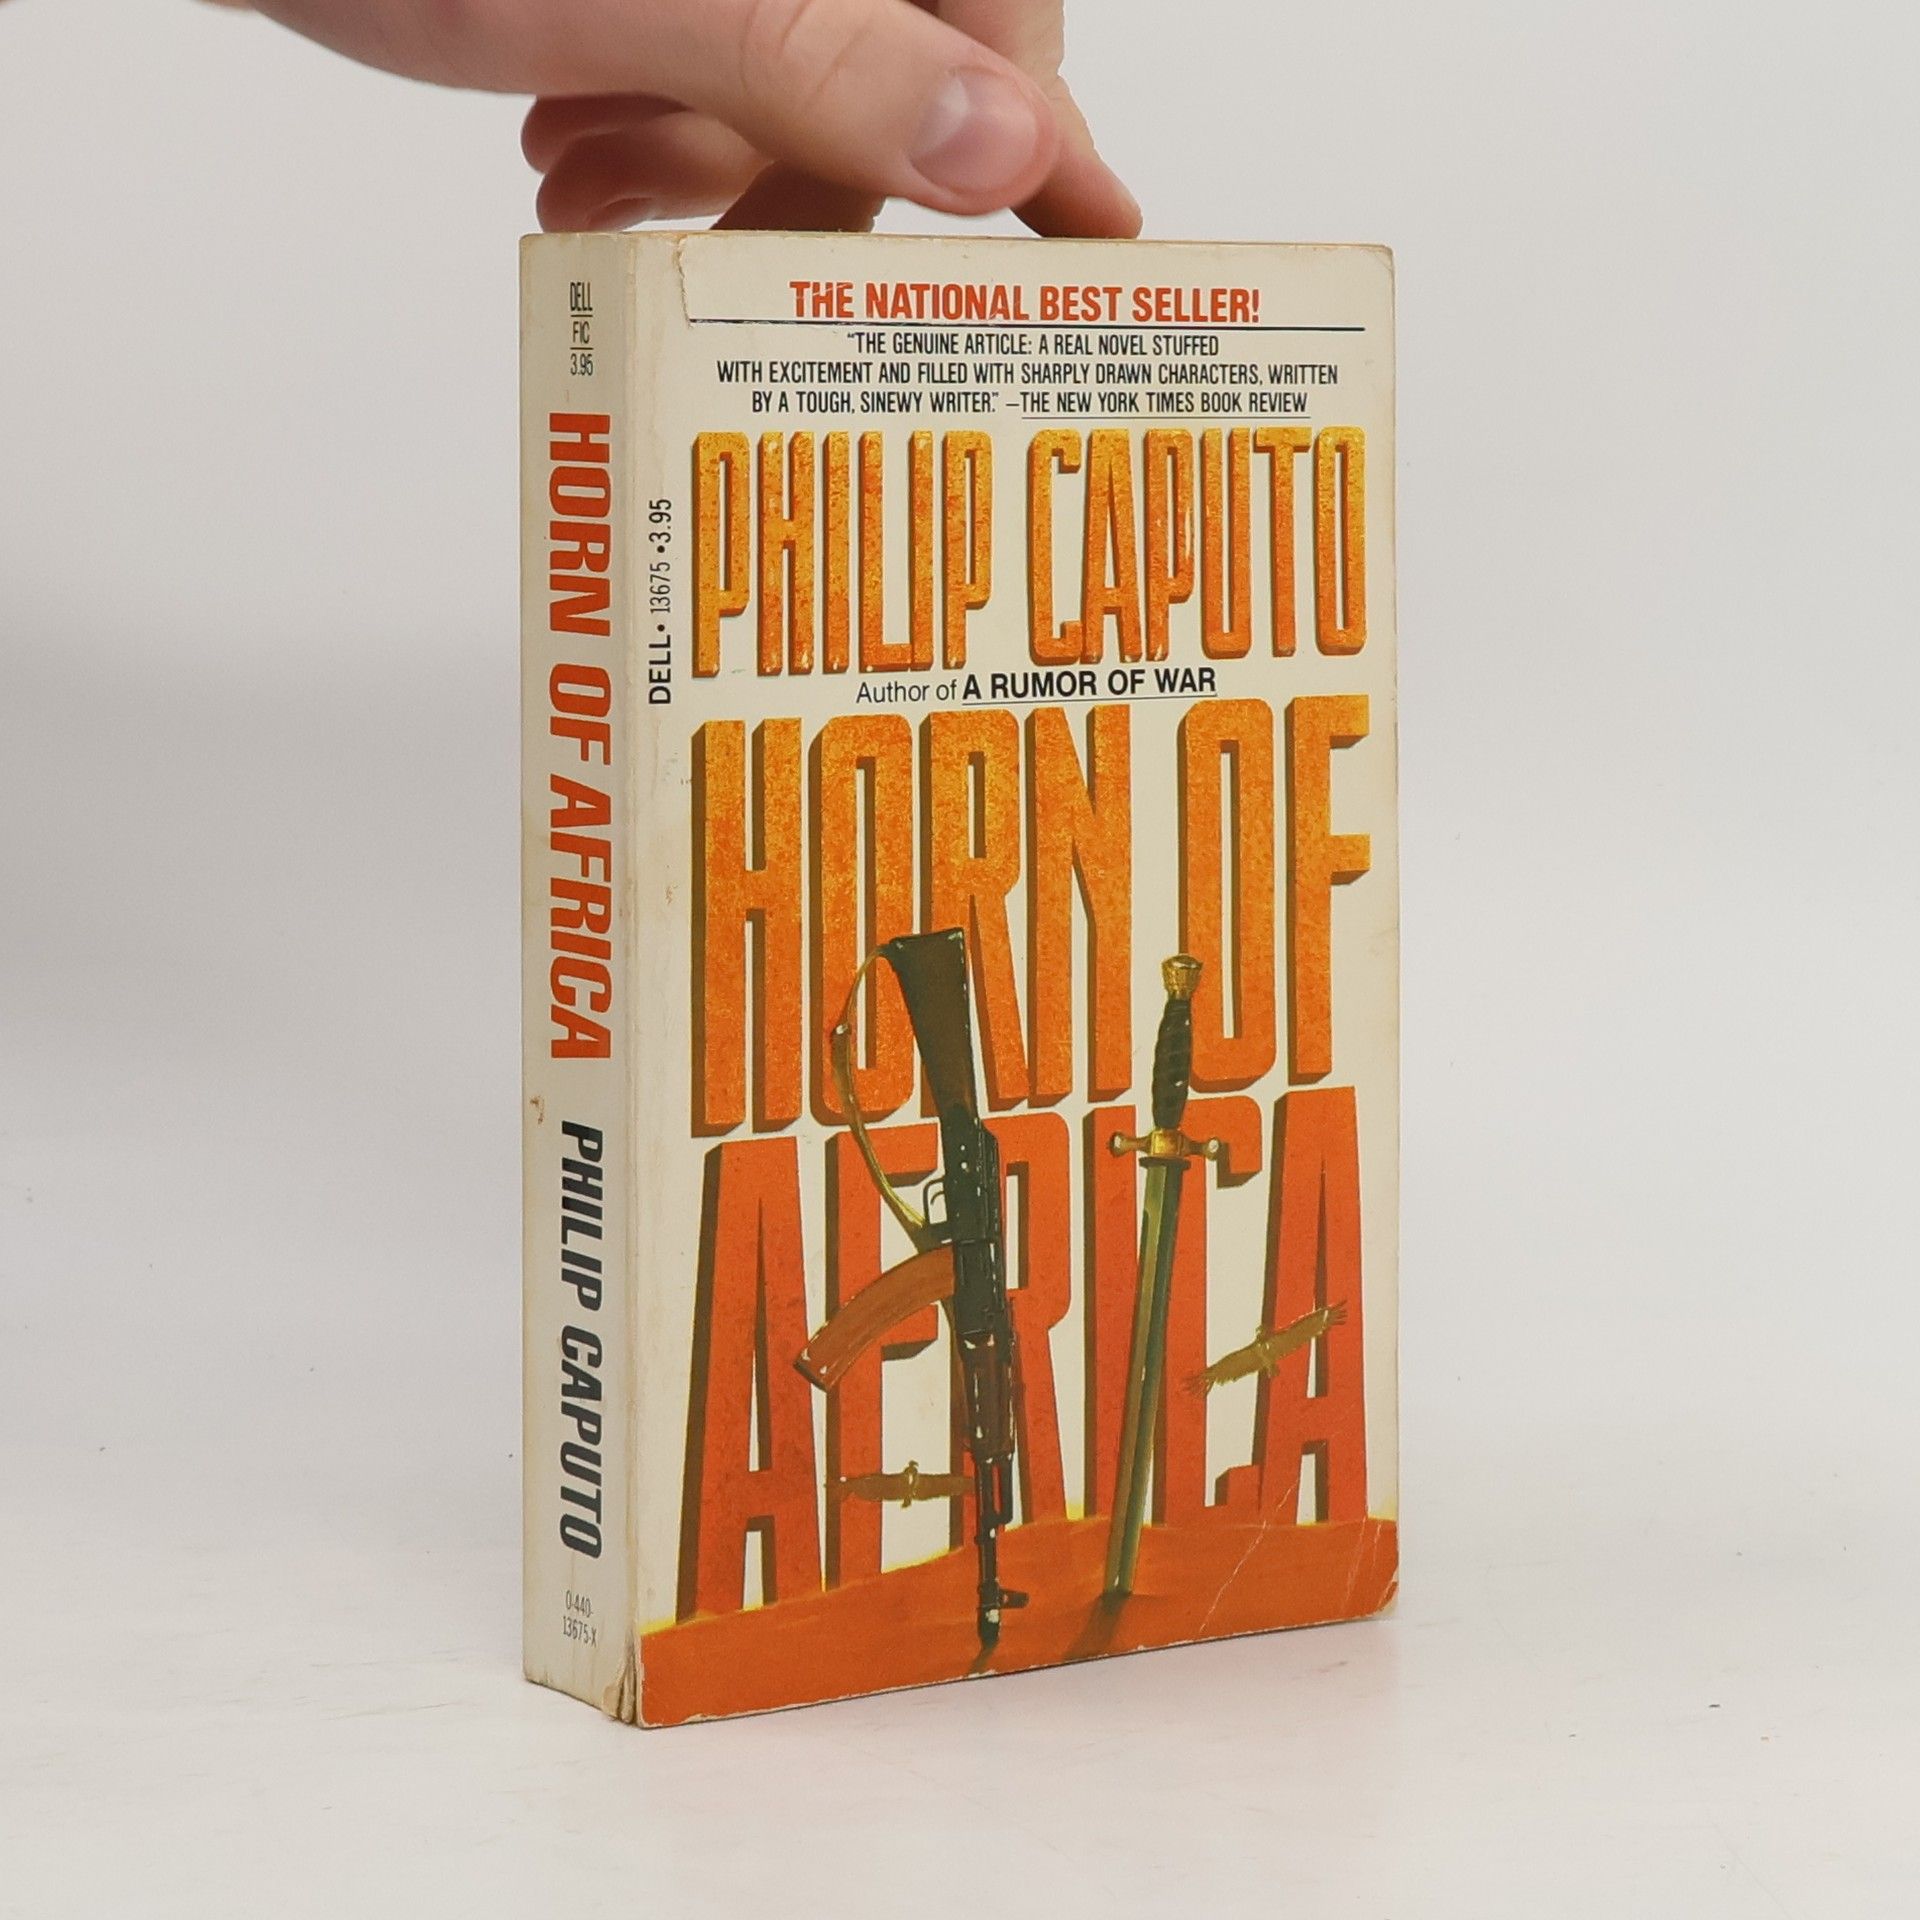 DELL
FIC
3.95
HORN OF AFRICA
PHILIP CAPUTO
0-440-
13675-X
DELL • 13675 • 3.95
THE NATIONAL BEST SELLER!
"THE GENUINE ARTICLE: A REAL NOVEL STUFFED
WITH EXCITEMENT AND FILLED WITH SHARPLY DRAWN CHARACTERS, WRITTEN
BY A TOUGH, SINEWY WRITER." —THE NEW YORK TIMES BOOK REVIEW
PHILIP CAPUTO
Author of A RUMOR OF WAR
HORN OF
AFRICA